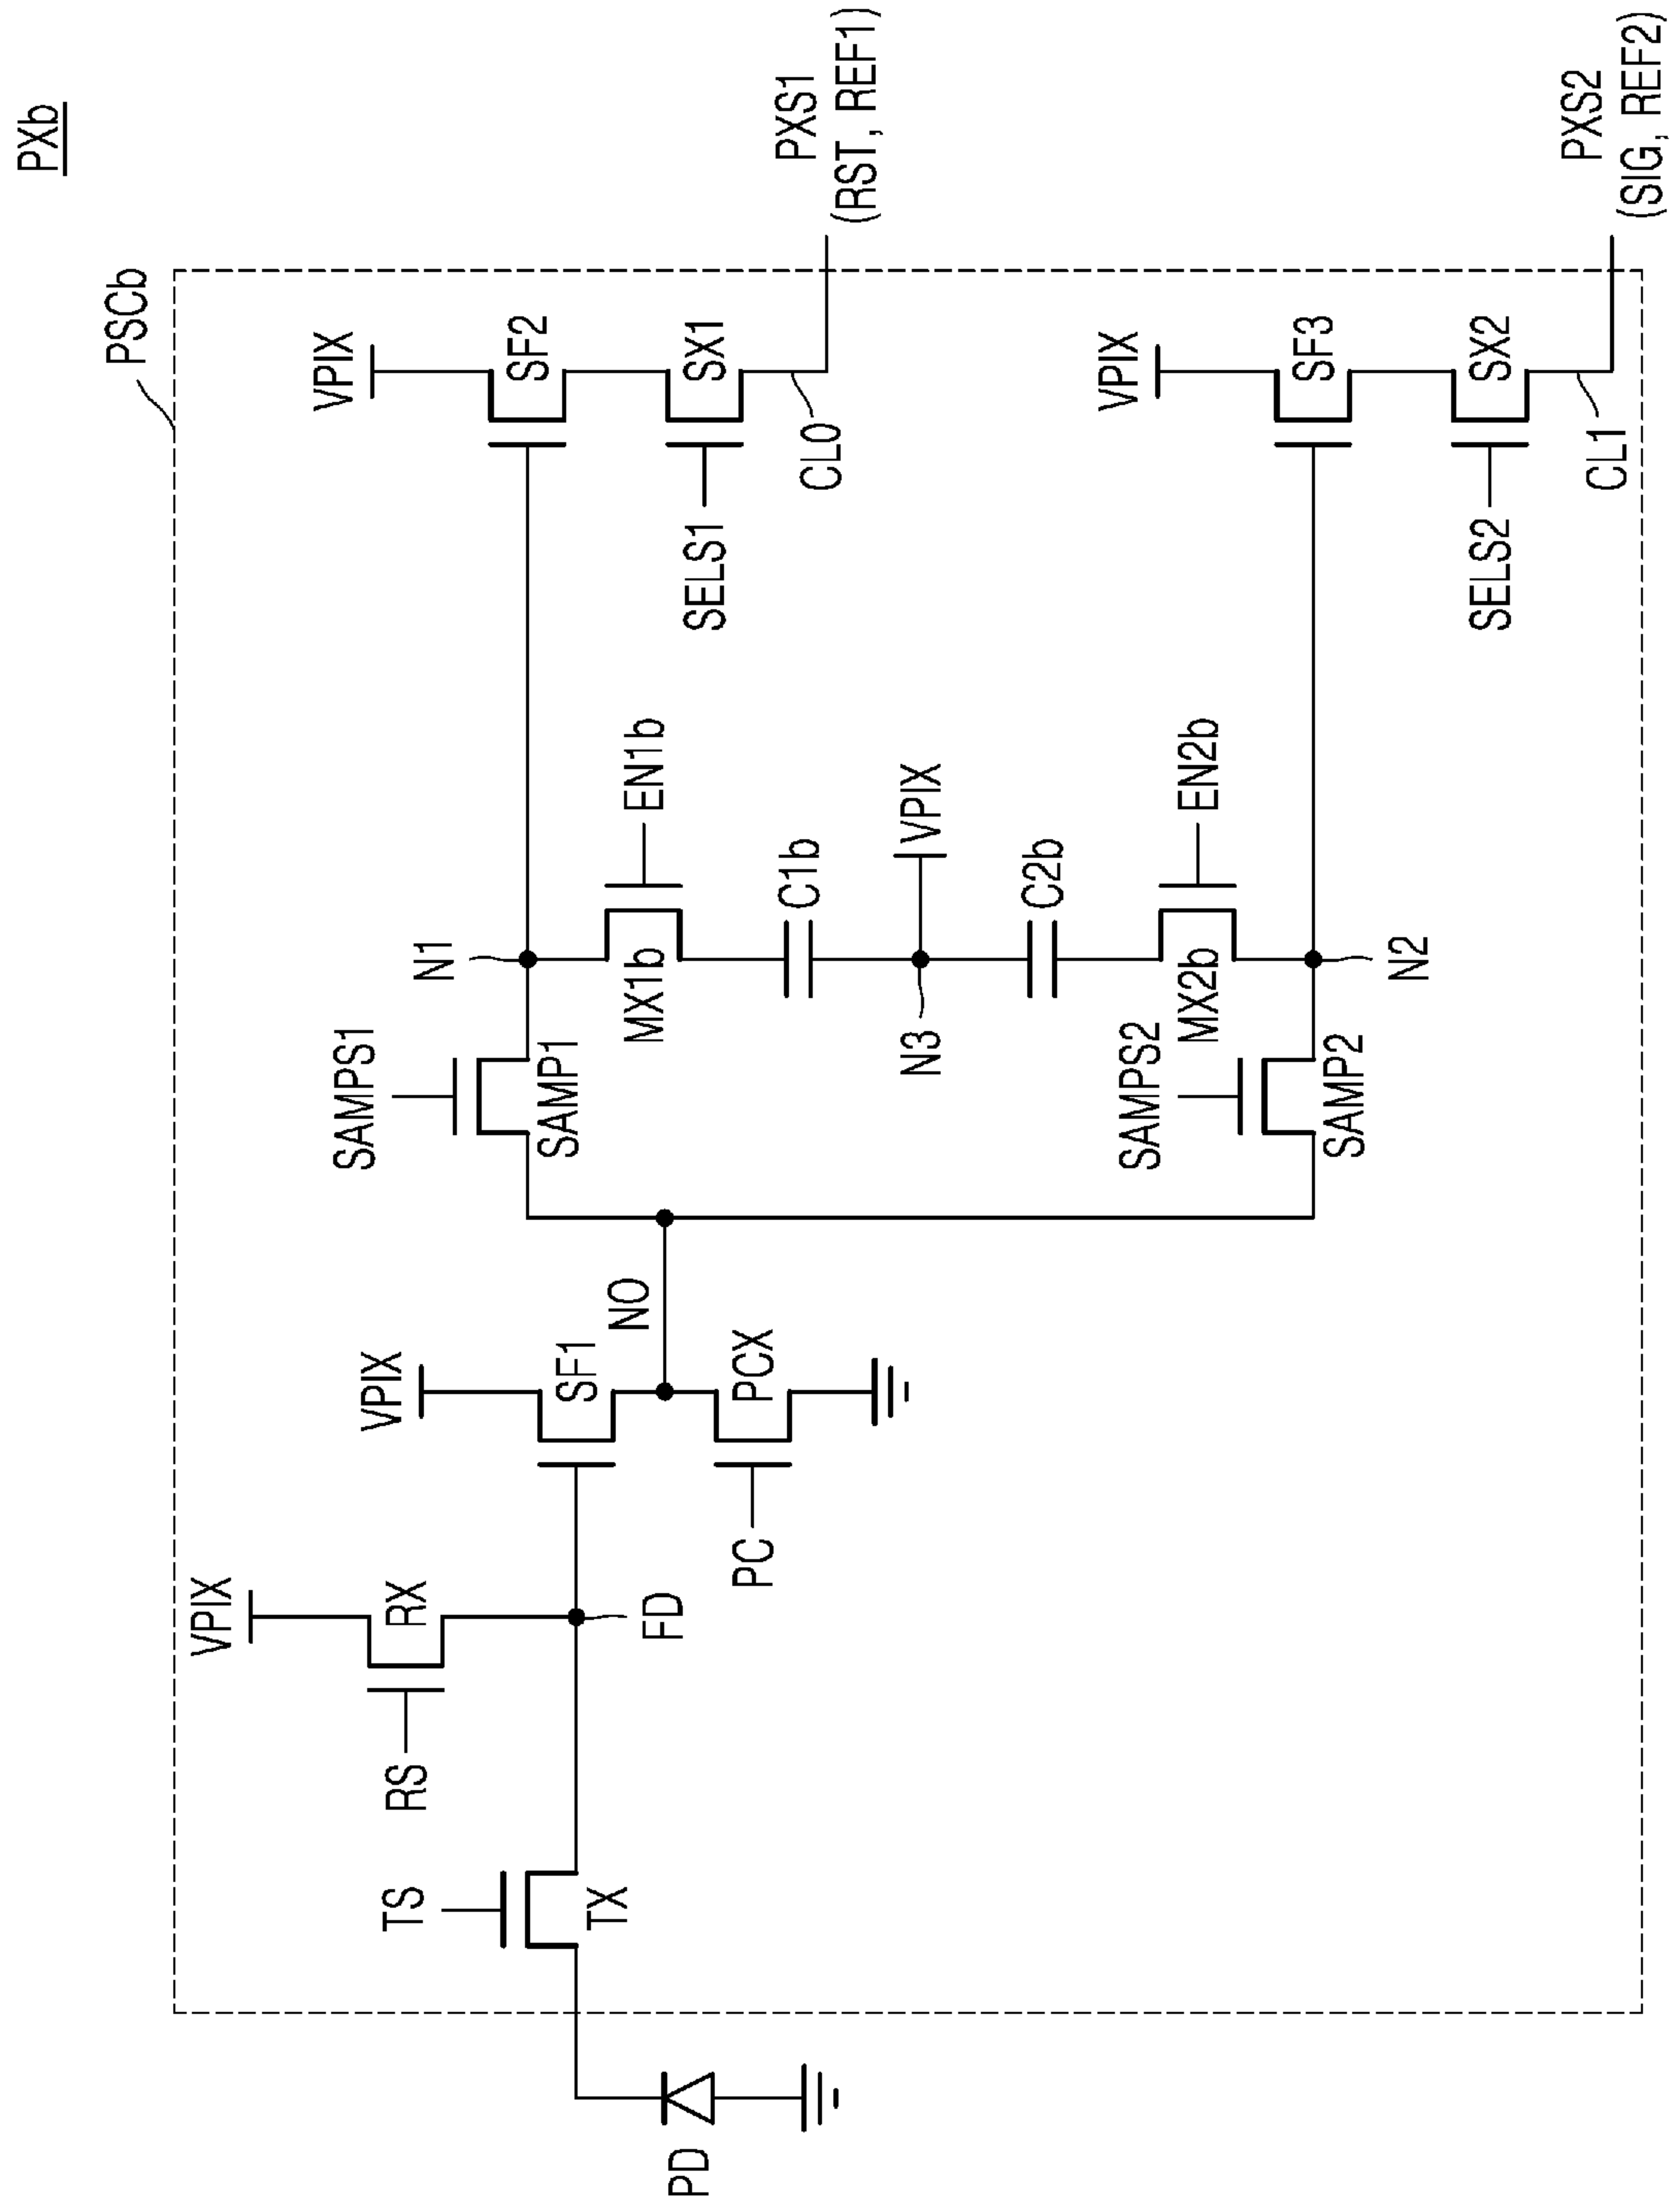 PXb
PSCb
VPIX
RX
RS
TS
TX
FD
PD
VPIX
SF1
NO
PCX
PC
SAMPS1
SAMP1
N1
MX1b
EN1b
C1b
VPIX
N3
C2b
EN2b
MX2b
SAMPS2
SAMP2
N2
VPIX
SF2
SX1
SELS1
CL0
PXS1
(RST, REF1)
VPIX
SF3
SX2
SELS2
CL1
PXS2
(SIG, REF2)